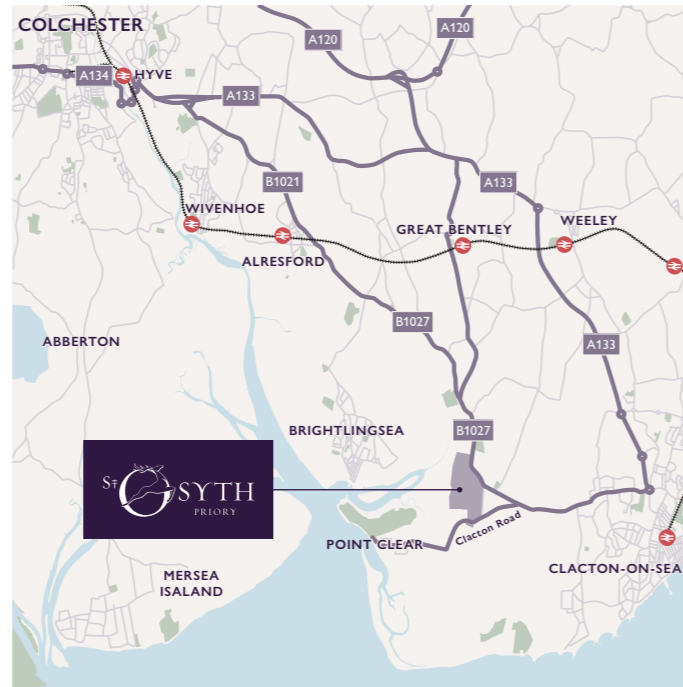 COLCHESTER
A120
A120
A134
HYVE
A133
B1021
A133
WIVENHOE
GREAT BENTLEY
WEELEY
ALRESFORD
B1027
A133
ABBERTON
BRIGHTLINGSEA
B1027
ST OSYTH
PRIORY
Clacton Road
POINT CLEAR
CLACTON-ON-SEA
MERSEA
ISALAND